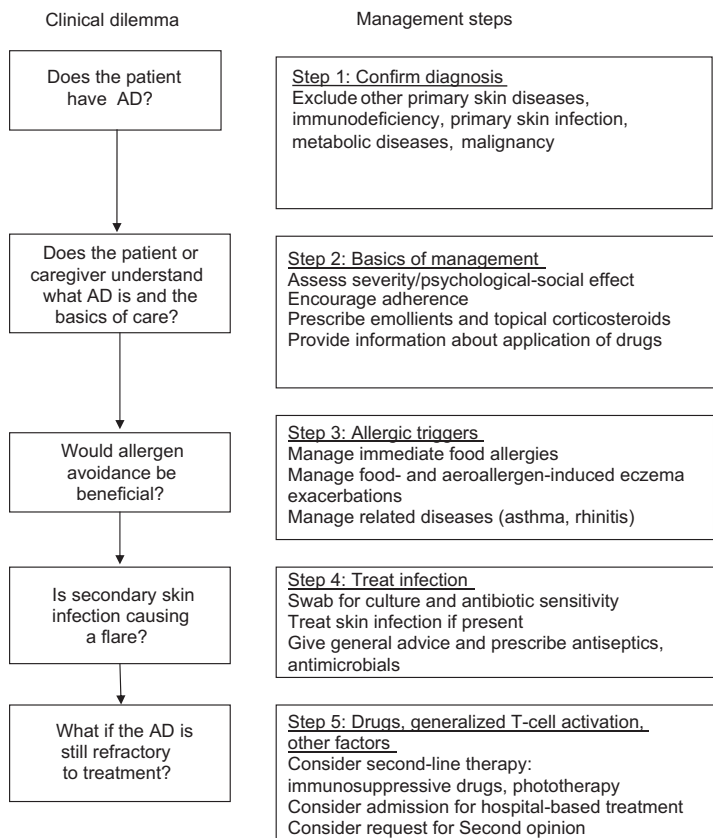 Clinical dilemma
Management steps
Does the patient
have AD?
Step 1: Confirm diagnosis
Exclude other primary skin diseases,
immunodeficiency, primary skin infection,
metabolic diseases, malignancy
Does the patient or
caregiver understand
what AD is and the
basics of care?
Step 2: Basics of management
Assess severity/psychological-social effect
Encourage adherence
Prescribe emollients and topical corticosteroids
Provide information about application of drugs
Would allergen
avoidance be
beneficial?
Step 3: Allergic triggers
Manage immediate food allergies
Manage food- and aeroallergen-induced eczema
exacerbations
Manage related diseases (asthma, rhinitis)
Is secondary skin
infection causing
a flare?
Step 4: Treat infection
Swab for culture and antibiotic sensitivity
Treat skin infection if present
Give general advice and prescribe antiseptics,
antimicrobials
What if the AD is
still refractory
to treatment?
Step 5: Drugs, generalized T-cell activation,
other factors
Consider second-line therapy:
immunosuppressive drugs, phototherapy
Consider admission for hospital-based treatment
Consider request for Second opinion